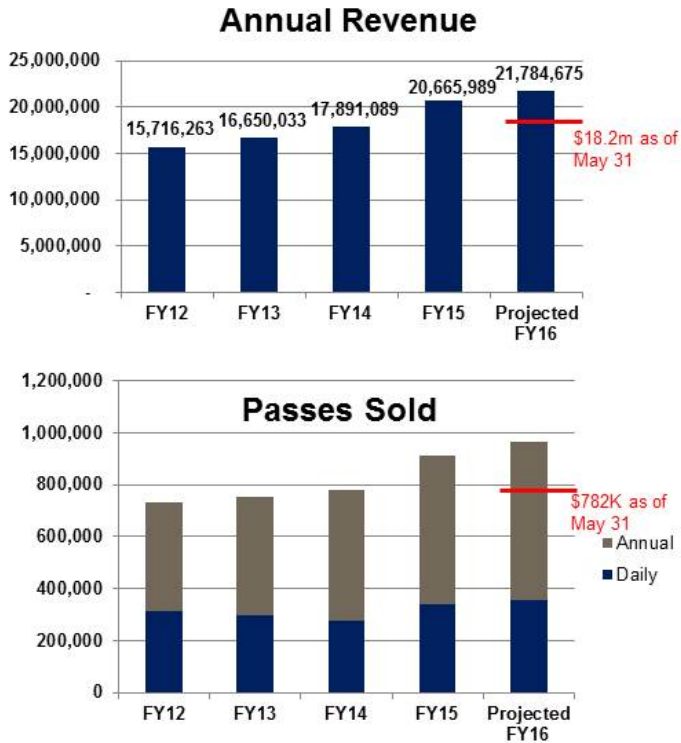 Annual Revenue
25,000,000
20,000,000
15,000,000
10,000,000
5,000,000
-
15,716,263
16,650,033
17,891,089
20,665,989
21,784,675
$18.2m as of
May 31
FY12
FY13
FY14
FY15
Projected
FY16
Passes Sold
1,200,000
1,000,000
800,000
600,000
400,000
200,000
0
$782K as of
May 31
Annual
Daily
FY12
FY13
FY14
FY15
Projected
FY16